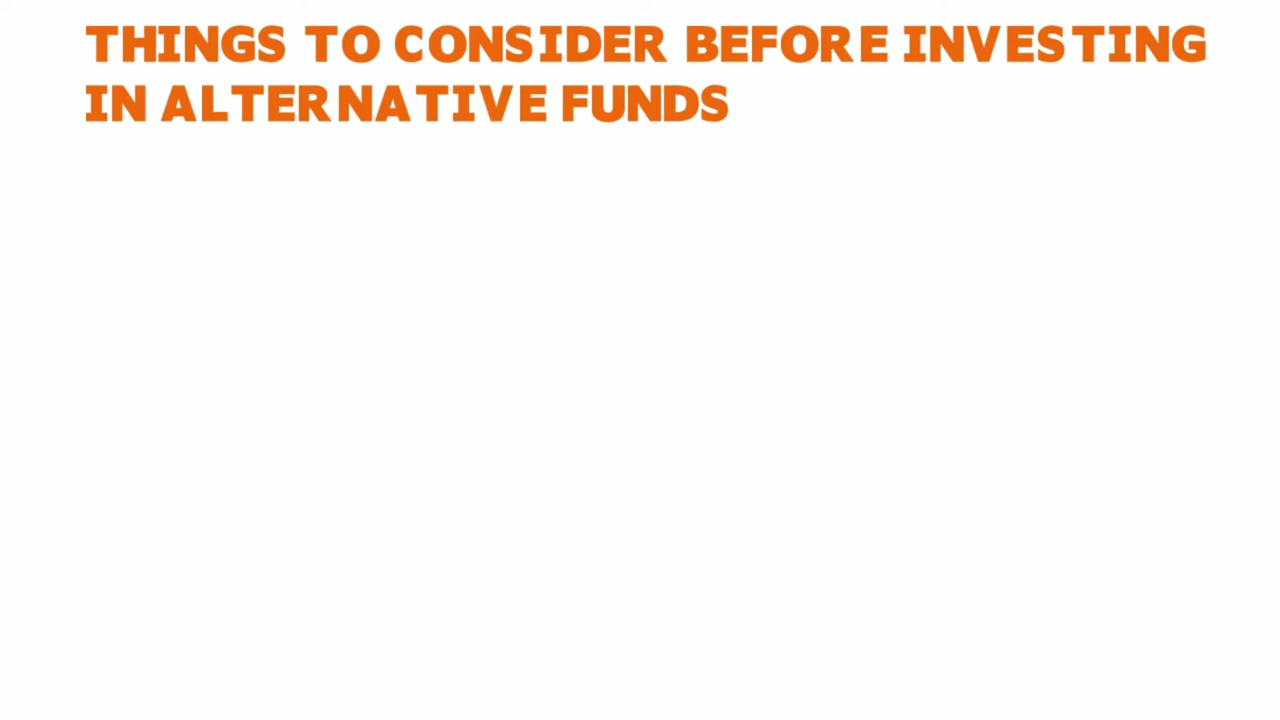 THINGS TO CONSIDER BEFORE INVESTING
IN ALTERNATIVE FUNDS